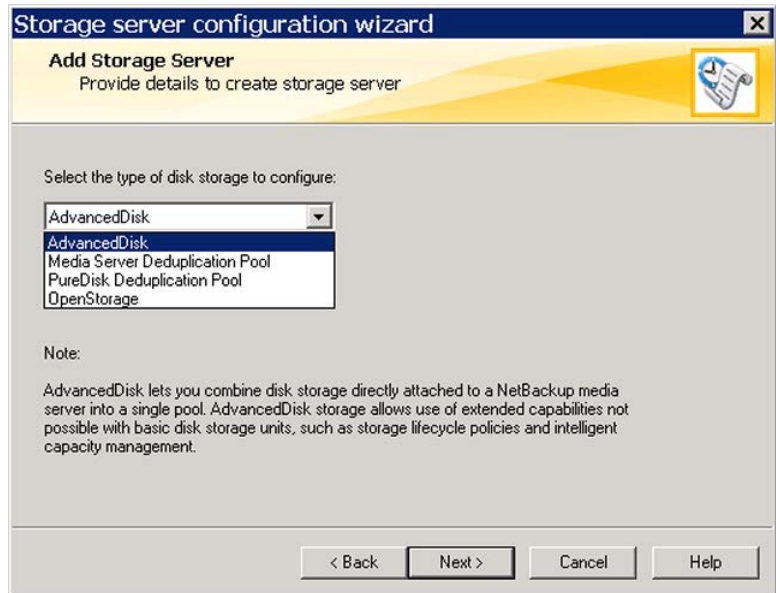 Storage server configuration wizard
Add Storage Server
Provide details to create storage server
Select the type of disk storage to configure:
AdvancedDisk
AdvancedDisk
Media Server Deduplication Pool
PureDisk Deduplication Pool
OpenStorage
Note:
AdvancedDisk lets you combine disk storage directly attached to a NetBackup media
server into a single pool. AdvancedDisk storage allows use of extended capabilities not
possible with basic disk storage units, such as storage lifecycle policies and intelligent
capacity management.
< Back Next > Cancel Help